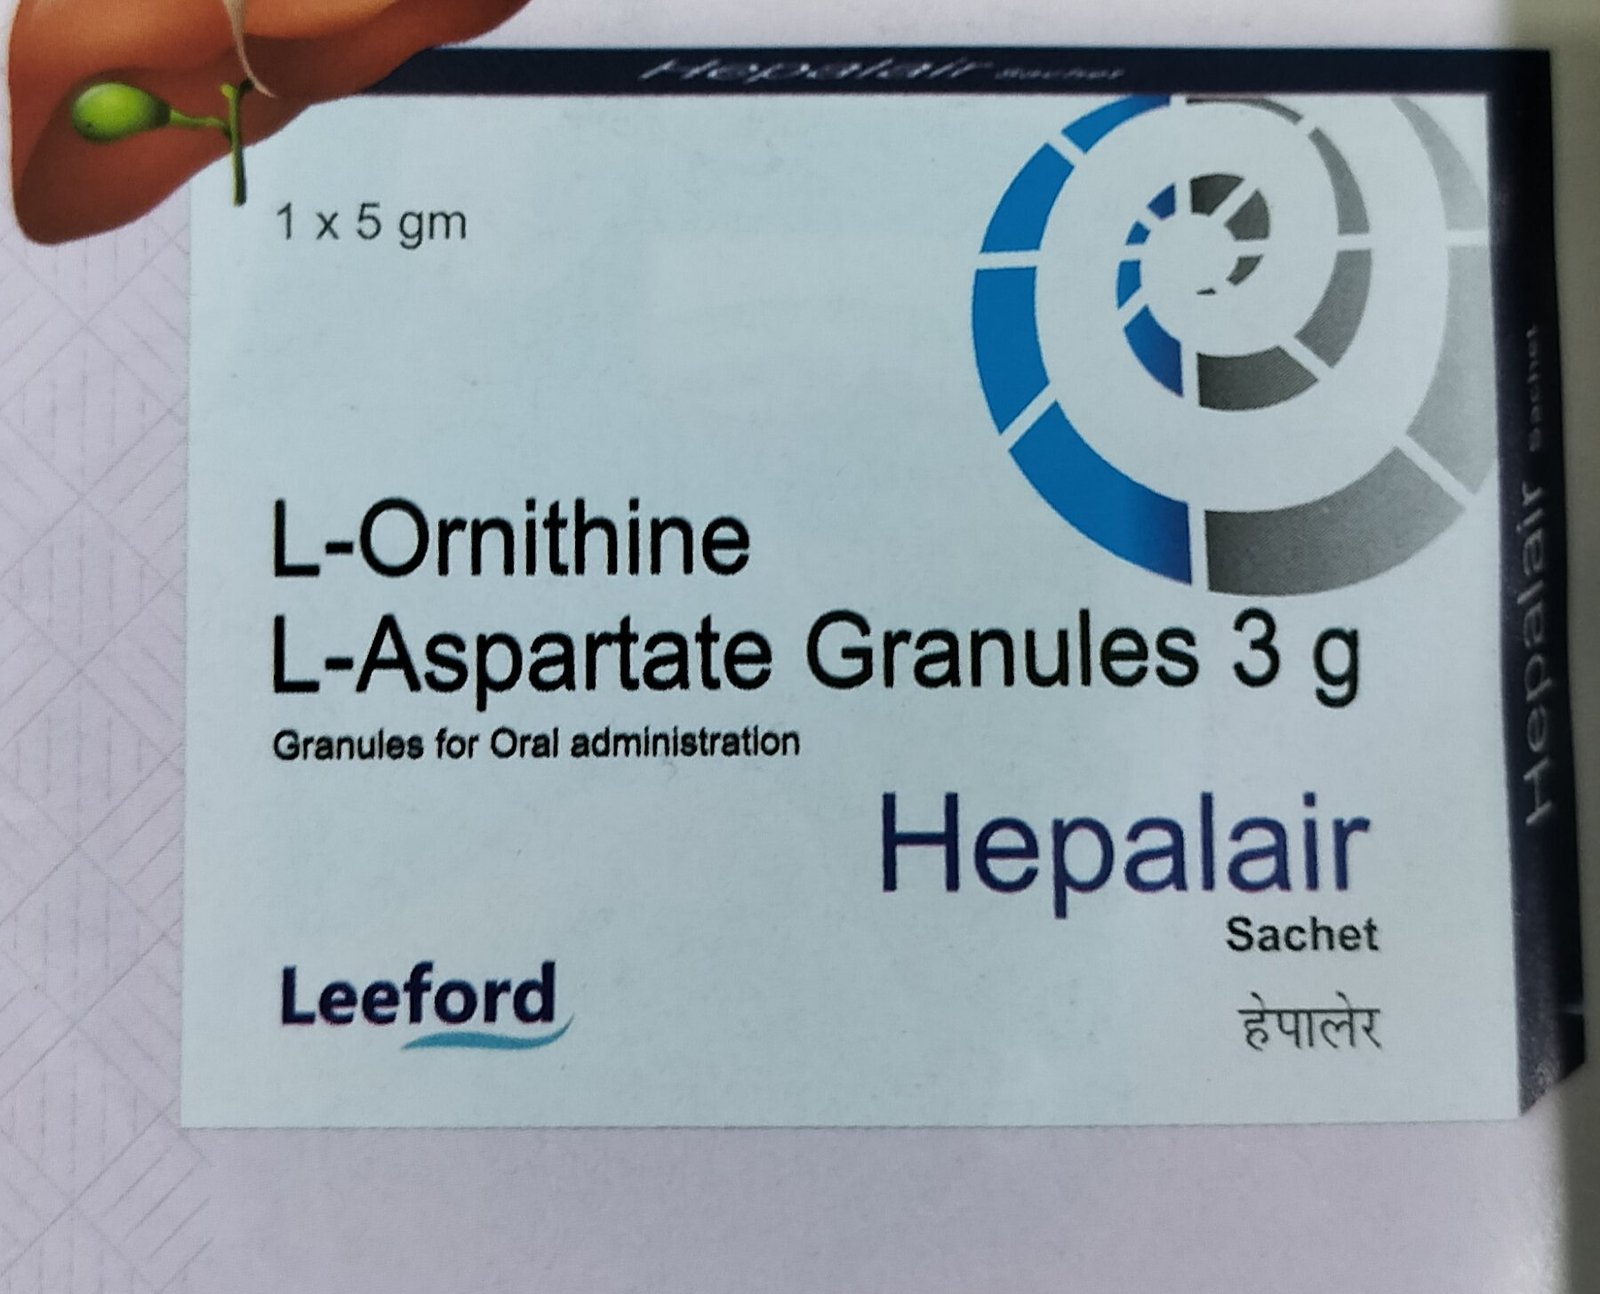 Hepalair Sachet
1 x 5 gm
L-Ornithine
L-Aspartate Granules 3 g
Granules for Oral administration
Hepalair
Sachet
हेपालेर
Leeford
Hepalair Sachet